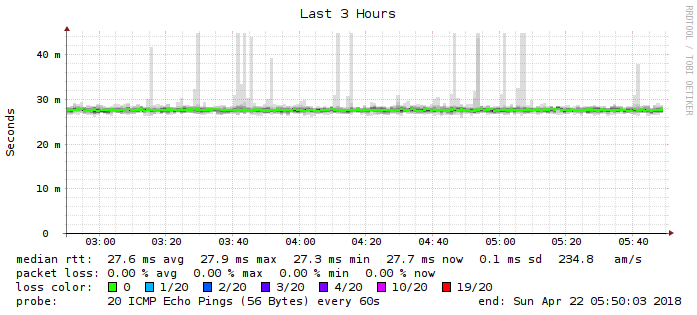 Last 3 Hours
RRDTOOL / TOBI OETIKER
Seconds
40 m
30 m
20 m
10 m
0
03:00 03:20 03:40 04:00 04:20 04:40 05:00 05:20 05:40
median rtt: 27.6 ms avg 27.9 ms max 27.3 ms min 27.7 ms now 0.1 ms sd 234.8 am/s
packet loss: 0.00 % avg 0.00 % max 0.00 % min 0.00 % now
loss color: 0 1/20 2/20 3/20 4/20 10/20 19/20
probe: 20 ICMP Echo Pings (56 Bytes) every 60s end: Sun Apr 22 05:50:03 2018